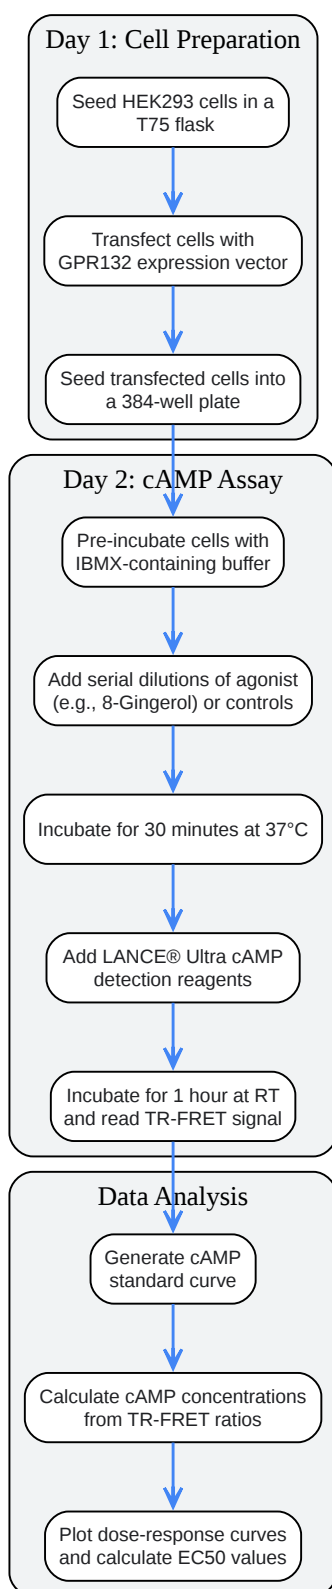 Day 1: Cell Preparation
Seed HEK293 cells in a
T75 flask
Transfect cells with
GPR132 expression vector
Seed transfected cells into
a 384-well plate
Day 2: cAMP Assay
Pre-incubate cells with
IBMX-containing buffer
Add serial dilutions of agonist
(e.g., 8-Gingerol) or controls
Incubate for 30 minutes at 37°C
Add LANCE® Ultra cAMP
detection reagents
Incubate for 1 hour at RT
and read TR-FRET signal
Data Analysis
Generate cAMP
standard curve
Calculate cAMP concentrations
from TR-FRET ratios
Plot dose-response curves
and calculate EC50 values